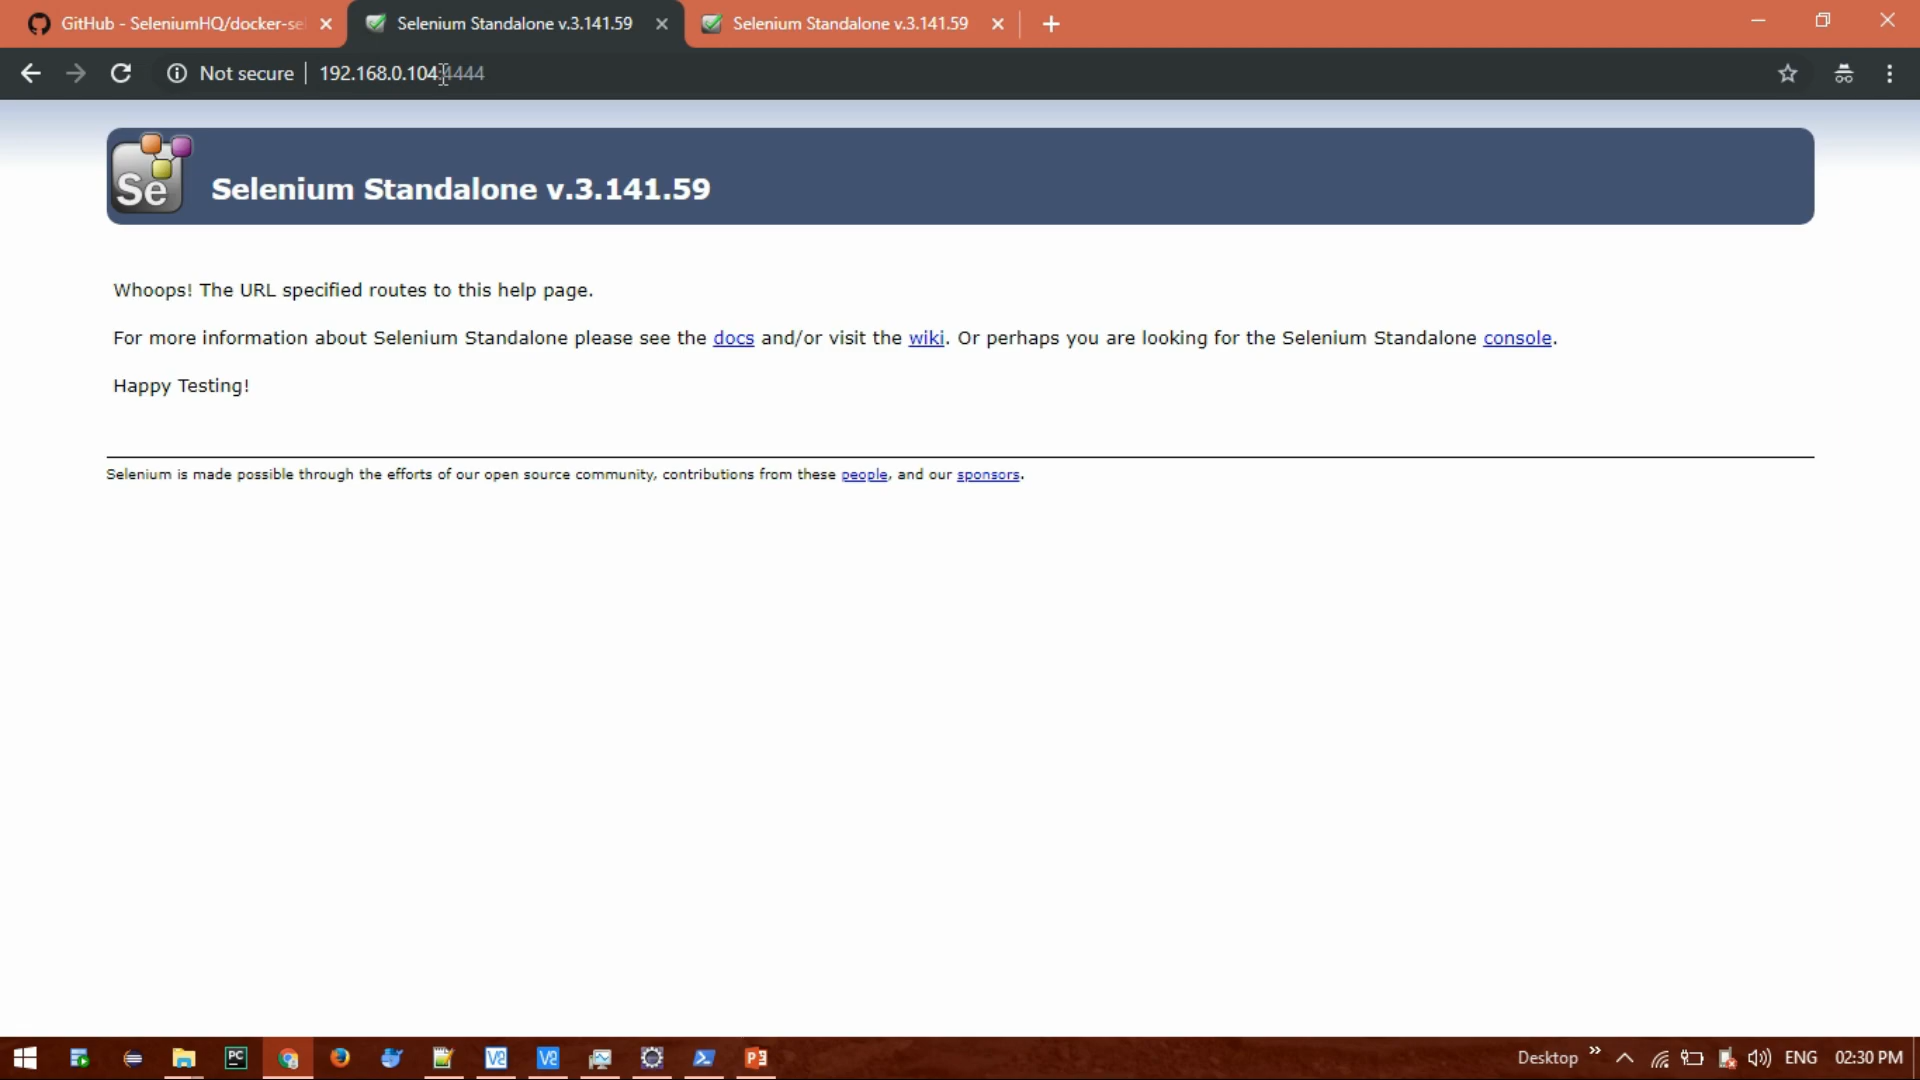 GitHub - SeleniumHQ/docker-se
Selenium Standalone v.3.141.59
Selenium Standalone v.3.141.59
Not secure
192.168.0.104:4444
Se
Selenium Standalone v.3.141.59
Whoops! The URL specified routes to this help page.
For more information about Selenium Standalone please see the docs and/or visit the wiki. Or perhaps you are looking for the Selenium Standalone console.
Happy Testing!
Selenium is made possible through the efforts of our open source community, contributions from these people, and our sponsors.
PC
V2
V2
P3
Desktop
ENG
02:30 PM